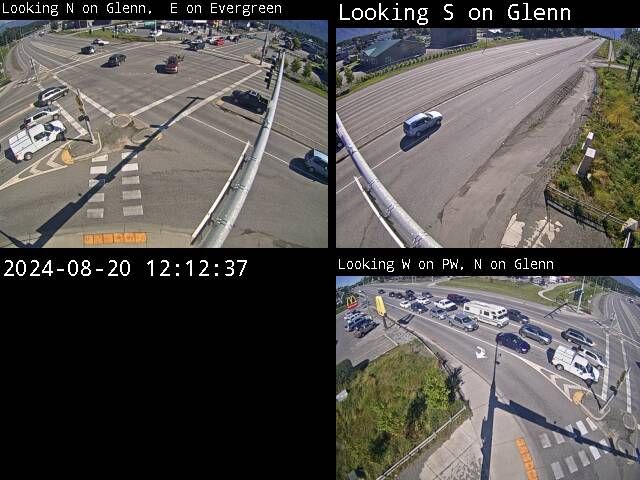 Looking N on Glenn,  E on Evergreen
Looking S on Glenn
2024-08-20 12:12:37
Looking W on PW, N on Glenn